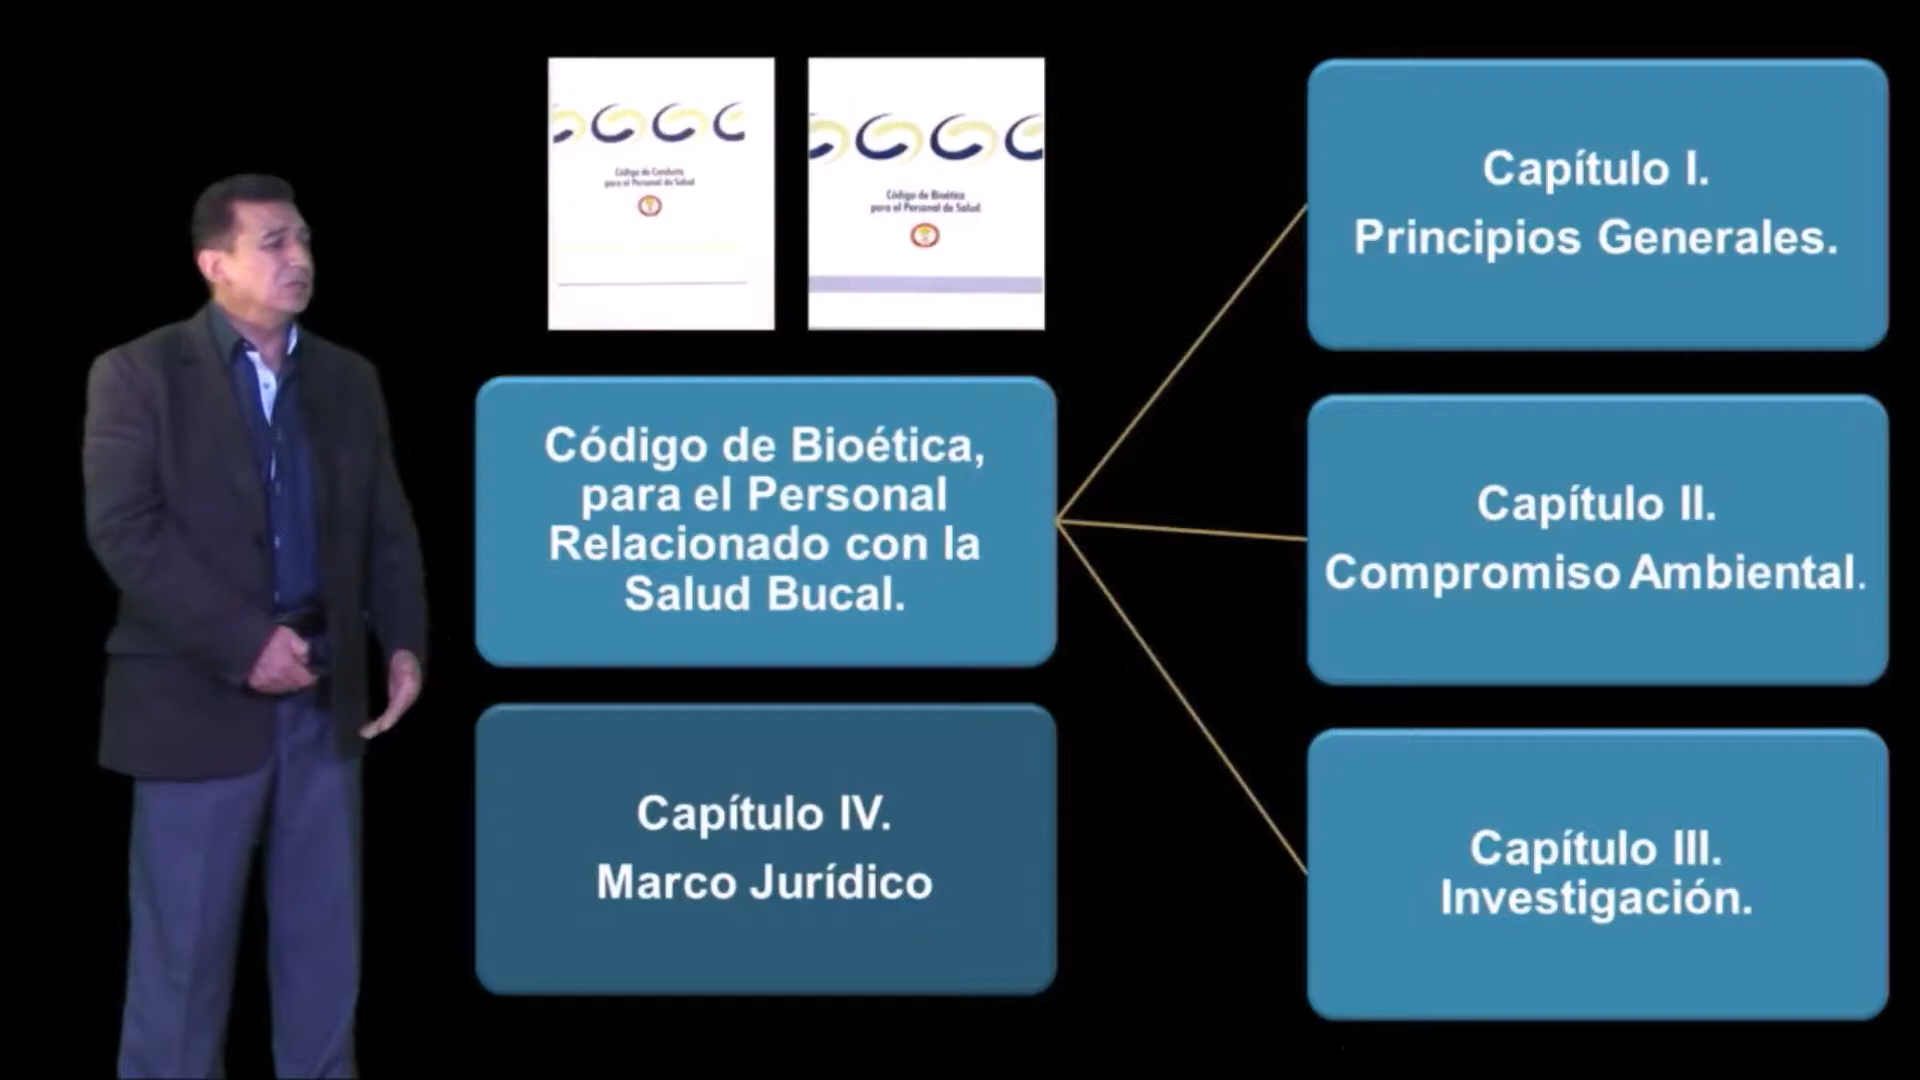 Código de Conducta
para el Personal de Salud
Código de Bioética
para el Personal de Salud
Código de Bioética,
para el Personal
Relacionado con la
Salud Bucal.
Capítulo IV.
Marco Jurídico
Capítulo I.
Principios Generales.
Capítulo II.
Compromiso Ambiental.
Capítulo III.
Investigación.